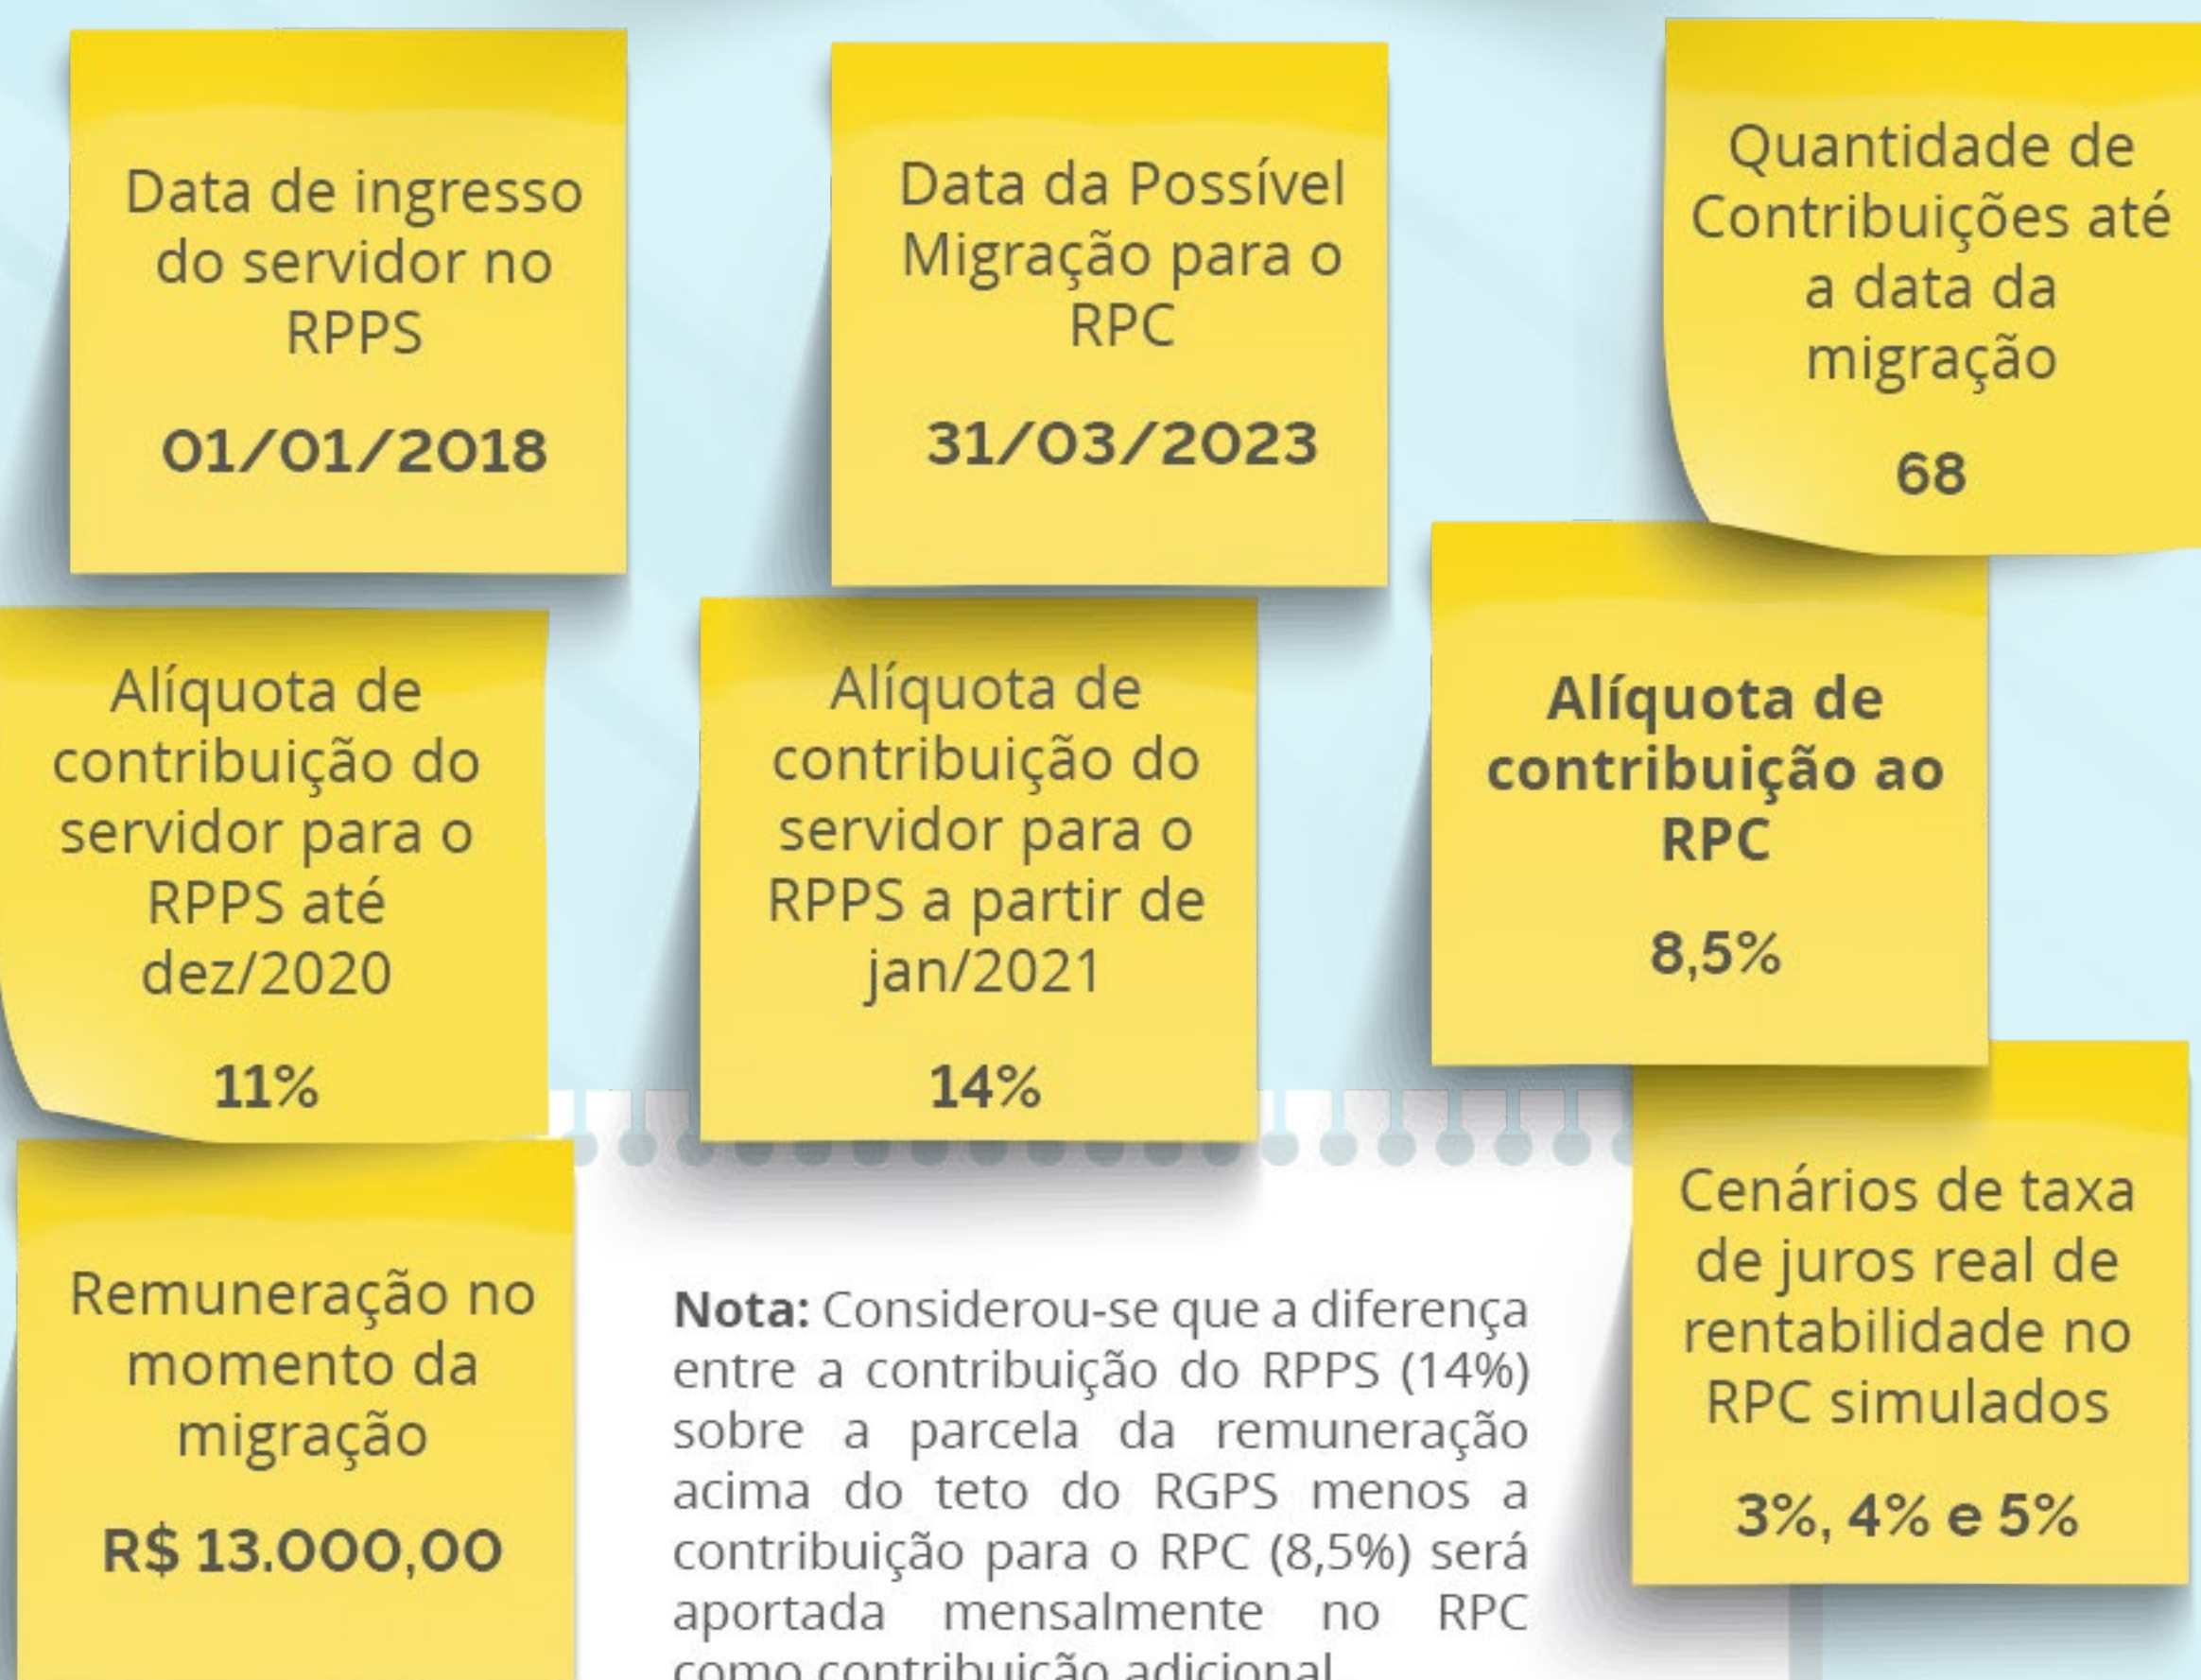 Data de ingresso
do servidor no
RPPS
01/01/2018
Data da Possível
Migração para o
RPC
31/03/2023
Quantidade de
Contribuições até
a data da
migração
68
Alíquota de
contribuição do
servidor para o
RPPS até
dez/2020
11%
Alíquota de
contribuição do
servidor para o
RPPS a partir de
jan/2021
14%
Alíquota de
contribuição ao
RPC
8,5%
Remuneração no
momento da
migração
R$ 13.000,00
Nota: Considerou-se que a diferença
entre a contribuição do RPPS (14%)
sobre a parcela da remuneração
acima do teto do RGPS menos a
contribuição para o RPC (8,5%) será
aportada mensalmente no RPC
como contribuição adicional.
Cenários de taxa
de juros real de
rentabilidade no
RPC simulados
3%, 4% e 5%